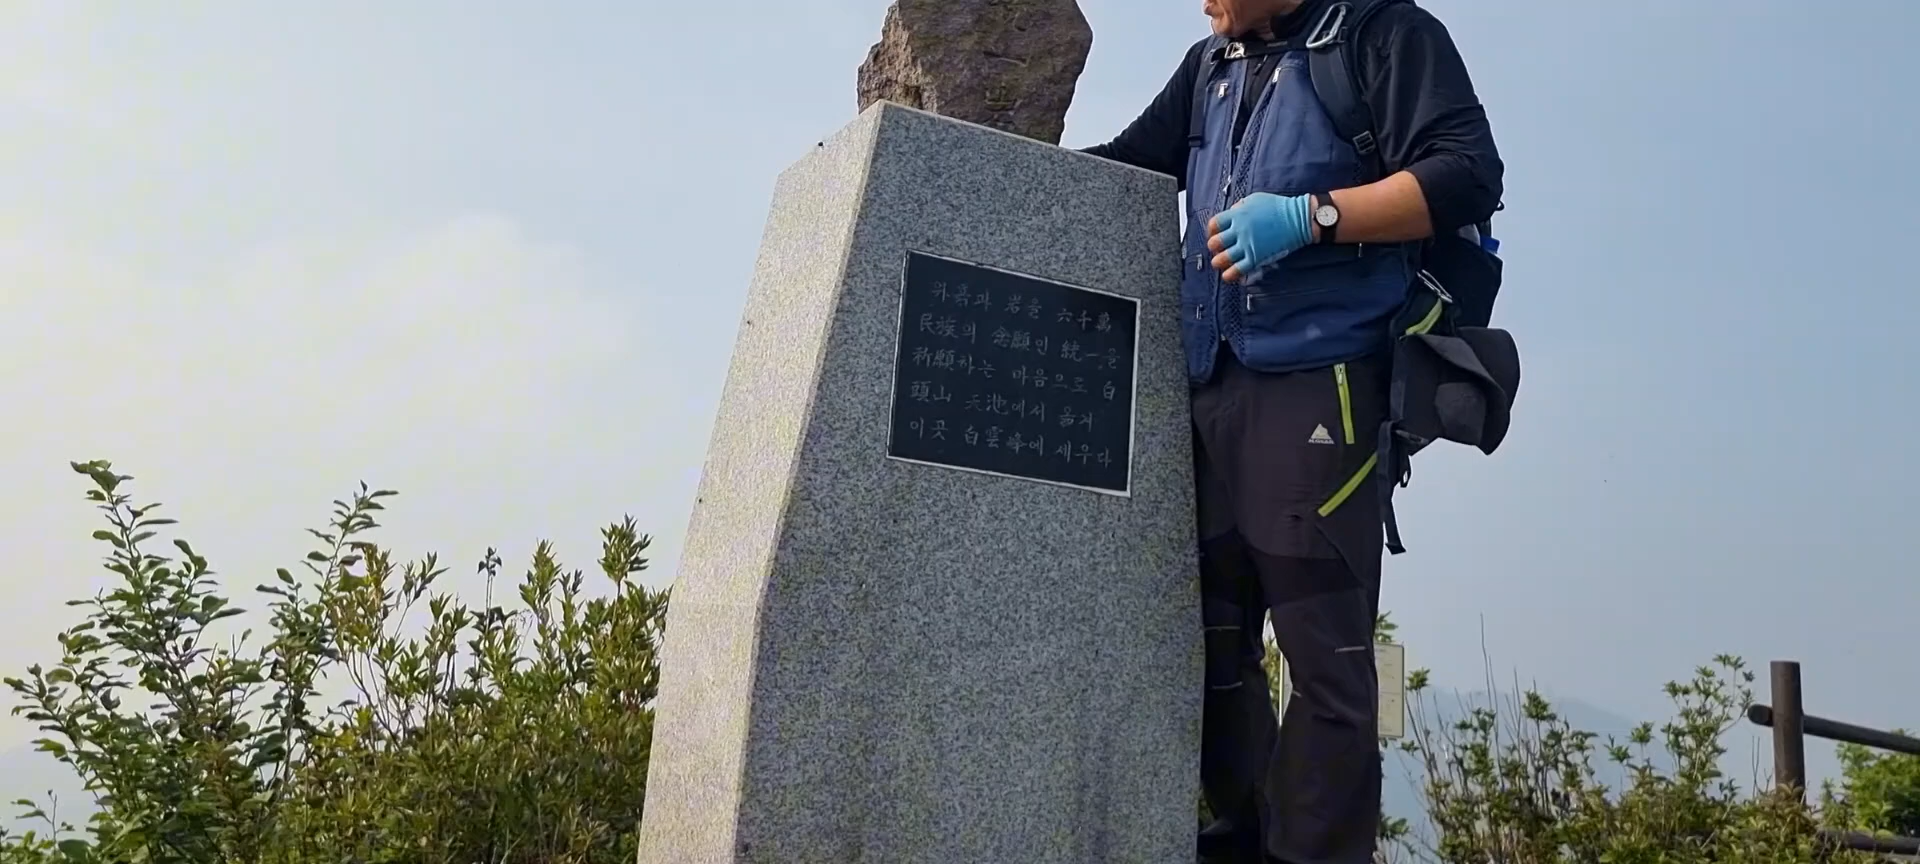 岩을 六千萬
民族의 念願인 統一을
祈願하는 마음으로 白
頭山 天池에서 옮겨
이곳 白雲峰에 세우다